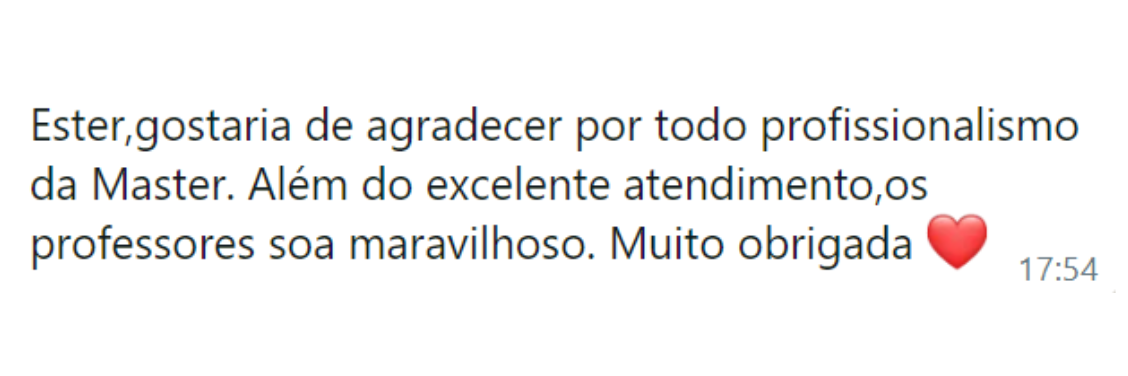 Ester,gostaria de agradecer por todo profissionalismo
da Master. Além do excelente atendimento,os
professores soa maravilhoso. Muito obrigada ❤️ 17:54